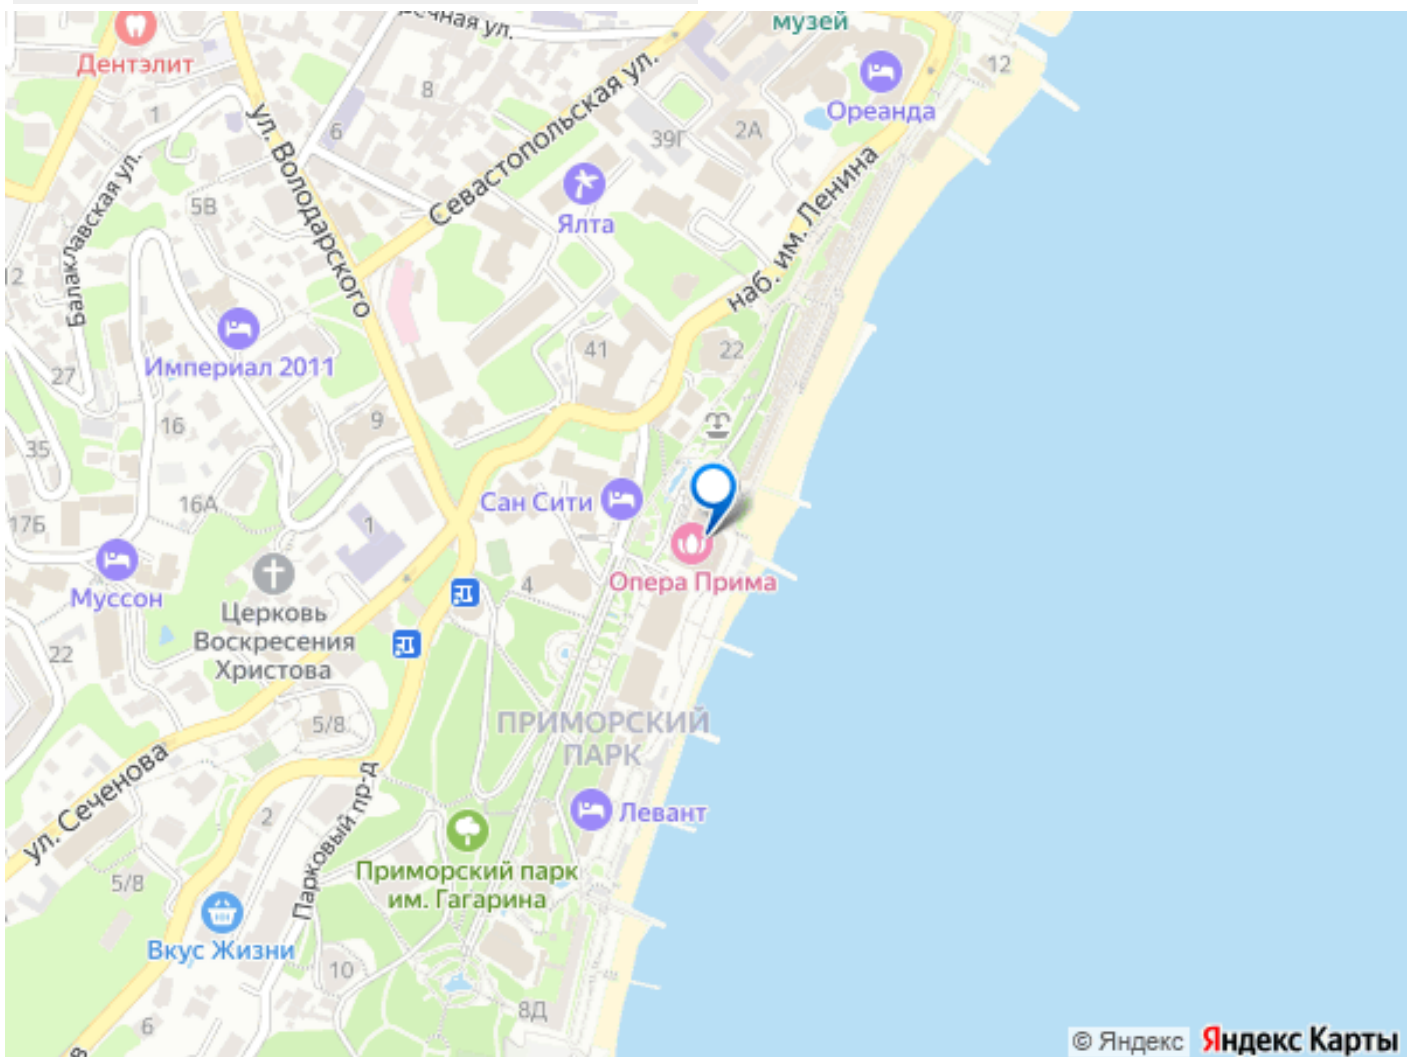 музей
Дентэлит
12
Ореанда
8
1
6
39Г
2А
Севастопольская ул.
ул. Володарского
Балаклавская ул.
5В
Ялта
наб. им. Ленина
Империал 2011
41
22
27
9
16
35
16А
17Б
1
Сан Сити
Муссон
4
Опера Прима
Церковь
Воскресения
Христова
22
5/8
ПРИМОРСКИЙ
ПАРК
ул. Сеченова
Парковый пр-д
2
Левант
5/8
Приморский парк
им. Гагарина
Вкус Жизни
10
8Д
6
© Яндекс Яндекс Карты